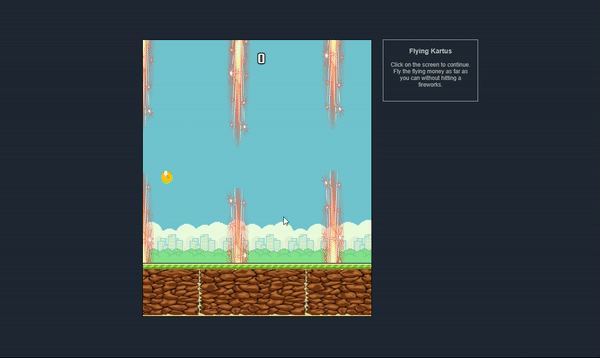 0
Flying Kartus
Click on the screen to continue.
Fly the flying money as far as
you can without hitting a
fireworks.